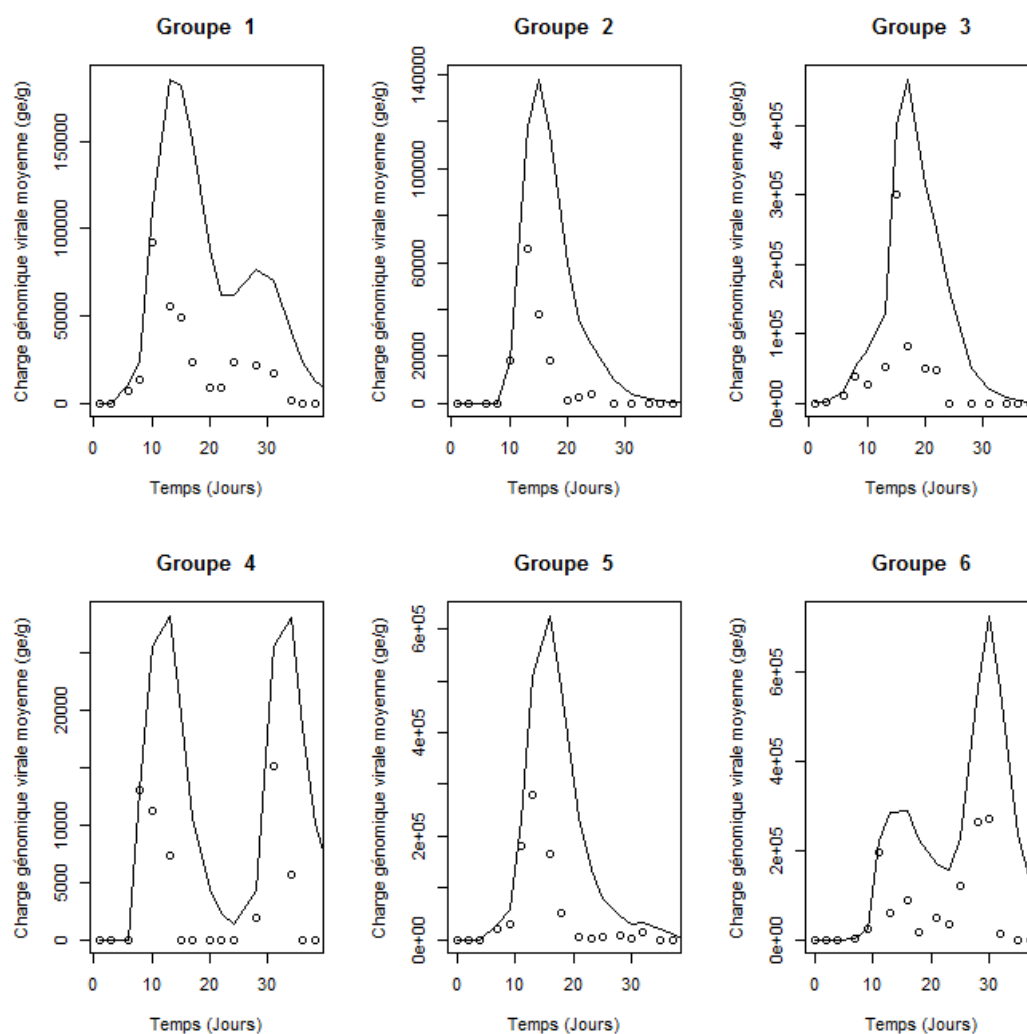 Groupe 1
Charge génomique virale moyenne (ge/g)
0 50000 100000 150000
0 10 20 30
Temps (Jours)
Groupe 2
Charge génomique virale moyenne (ge/g)
0 20000 60000 100000 140000
0 10 20 30
Temps (Jours)
Groupe 3
Charge génomique virale moyenne (ge/g)
0e+00 1e+05 2e+05 3e+05 4e+05
0 10 20 30
Temps (Jours)
Groupe 4
Charge génomique virale moyenne (ge/g)
0 5000 10000 20000
0 10 20 30
Temps (Jours)
Groupe 5
Charge génomique virale moyenne (ge/g)
0e+00 2e+05 4e+05 6e+05
0 10 20 30
Temps (Jours)
Groupe 6
Charge génomique virale moyenne (ge/g)
0e+00 2e+05 4e+05 6e+05
0 10 20 30
Temps (Jours)